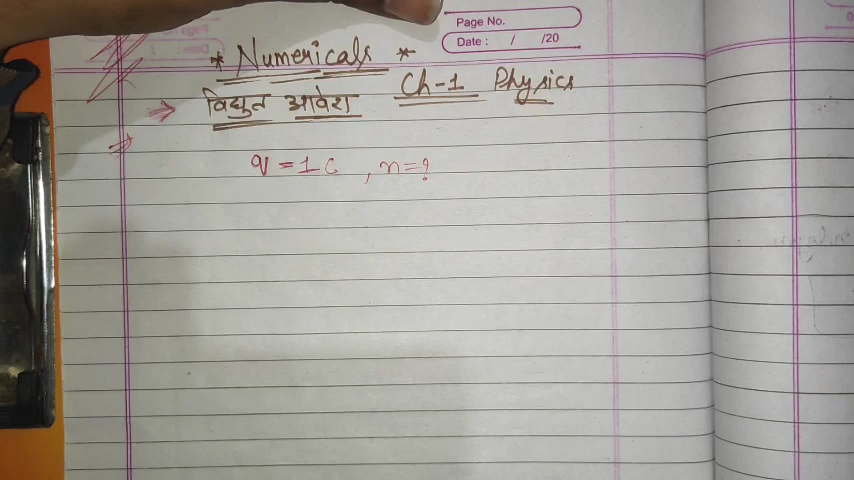 Page No.
Date : / /20
* Numericals *
विद्युत आवेश Ch-1 Physics
q = 1 C , n = ?